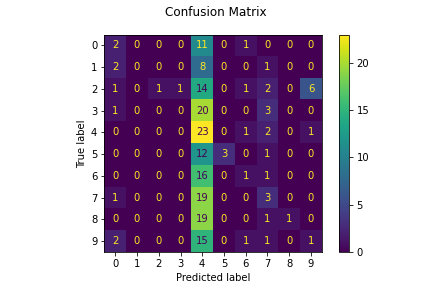 Confusion Matrix
0 2 0 0 0 11 0 1 0 0 0
1 2 0 0 0 8 0 0 1 0 0
2 1 0 1 1 14 0 1 2 0 6
3 1 0 0 0 20 0 0 3 0 0
4 0 0 0 0 23 0 1 2 0 1
5 0 0 0 0 12 3 0 1 0 0
6 0 0 0 0 16 0 1 1 0 0
7 1 0 0 0 19 0 0 3 0 0
8 0 0 0 0 19 0 0 1 1 0
9 2 0 0 0 15 0 1 1 0 1
0 1 2 3 4 5 6 7 8 9
Predicted label
True label
20
15
10
5
0